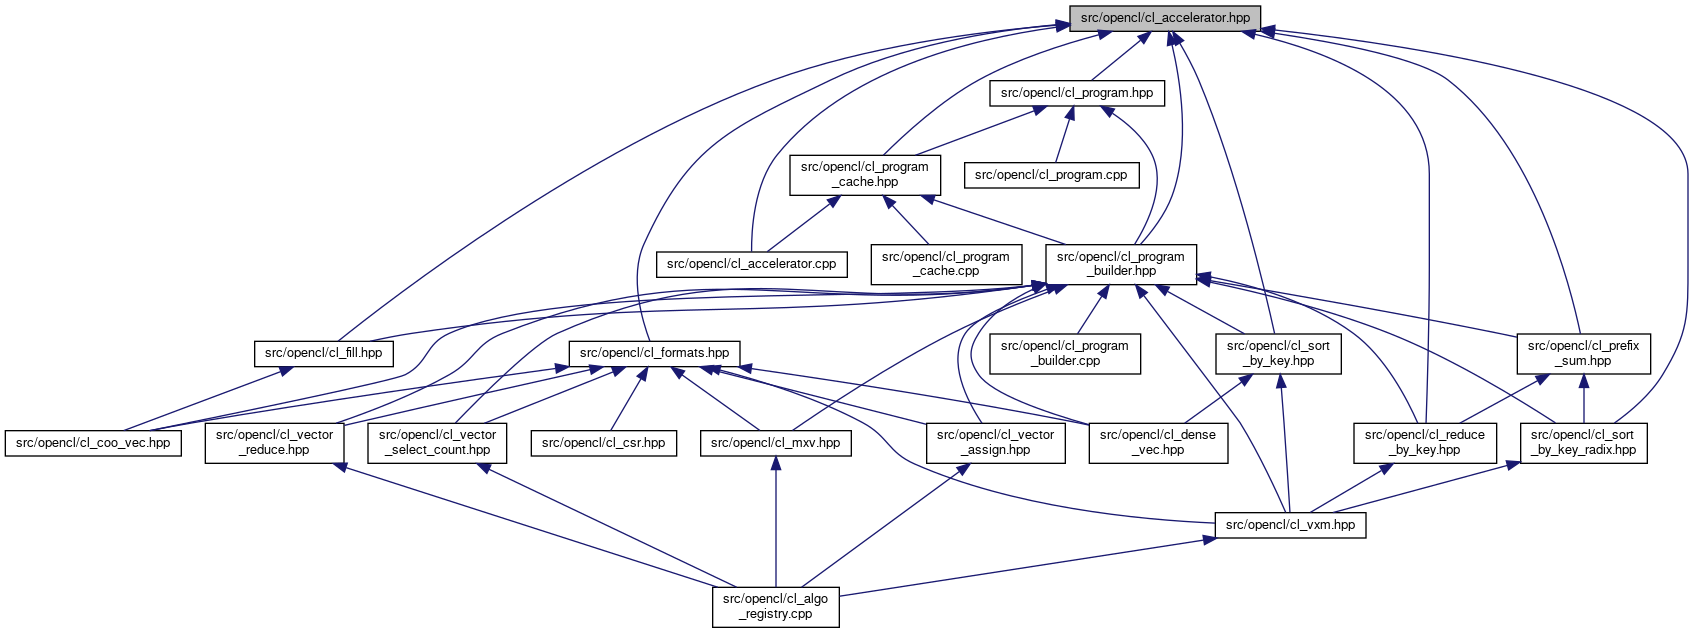 src/opencl/cl_accelerator.hpp
src/opencl/cl_program.hpp
src/opencl/cl_program
_cache.hpp
src/opencl/cl_program.cpp
src/opencl/cl_accelerator.cpp
src/opencl/cl_program
_cache.cpp
src/opencl/cl_program
_builder.hpp
src/opencl/cl_fill.hpp
src/opencl/cl_formats.hpp
src/opencl/cl_program
_builder.cpp
src/opencl/cl_sort
_by_key.hpp
src/opencl/cl_prefix
_sum.hpp
src/opencl/cl_coo_vec.hpp
src/opencl/cl_vector
_reduce.hpp
src/opencl/cl_vector
_select_count.hpp
src/opencl/cl_csr.hpp
src/opencl/cl_mxv.hpp
src/opencl/cl_vector
_assign.hpp
src/opencl/cl_dense
_vec.hpp
src/opencl/cl_reduce
_by_key.hpp
src/opencl/cl_sort
_by_key_radix.hpp
src/opencl/cl_vxm.hpp
src/opencl/cl_algo
_registry.cpp